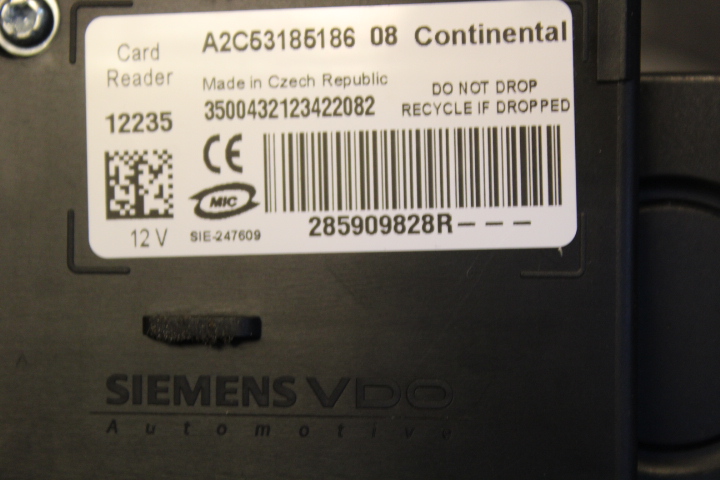 Card
Reader
A2C53185186 08 Continental
Made in Czech Republic
DO NOT DROP
12235
3500432123422082
RECYCLE IF DROPPED
CE
MIC
12 V
SIE-247609
285909828R---
SIEMENS VDO
Automotive